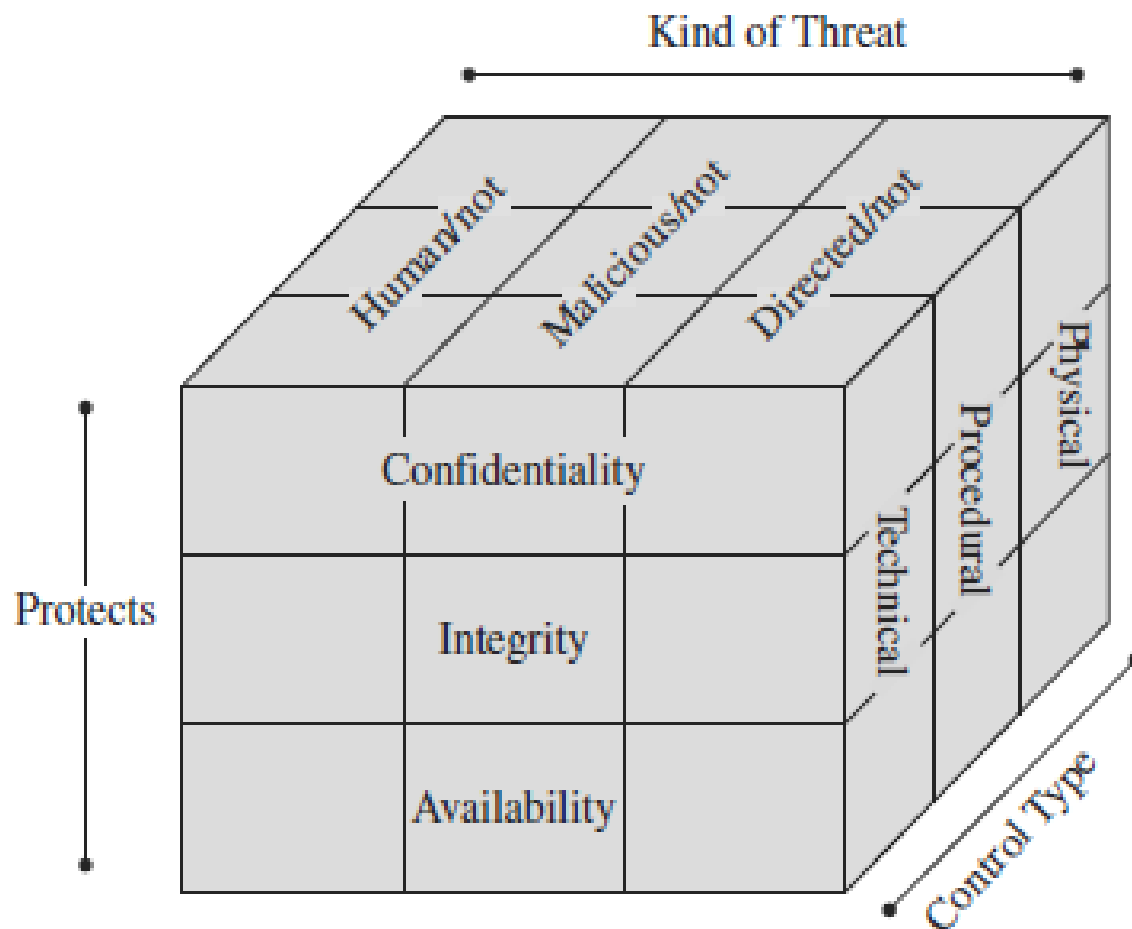 Kind of Threat
Human/not
Malicious/not
Directed/not
Physical
Procedural
Technical
Confidentiality
Protects
Integrity
Availability
Control Type